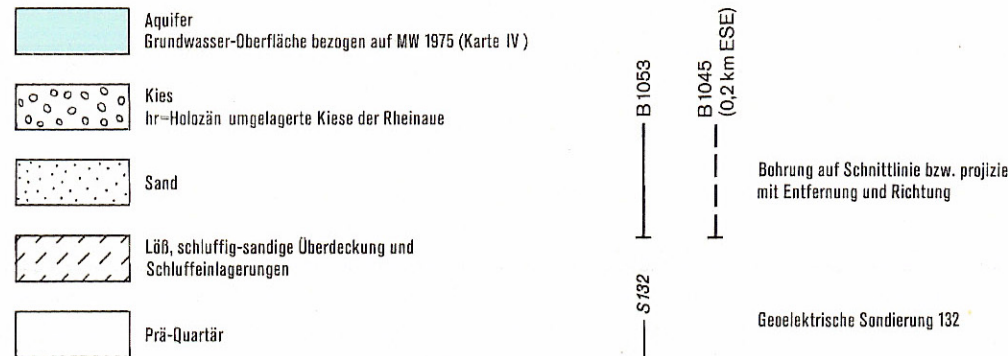 Aquifer
Grundwasser-Oberfläche bezogen auf MW 1975 (Karte IV)
Kies
hr=Holozän umgelagerte Kiese der Rheinaue
Sand
Löß, schluffig-sandige Überdeckung und
Schluffeinlagerungen
Prä-Quartär
B1053
B1045
(0,2 km ESE)
Bohrung auf Schnittlinie bzw. projizie
mit Entfernung und Richtung
S132
Geoelektrische Sondierung 132